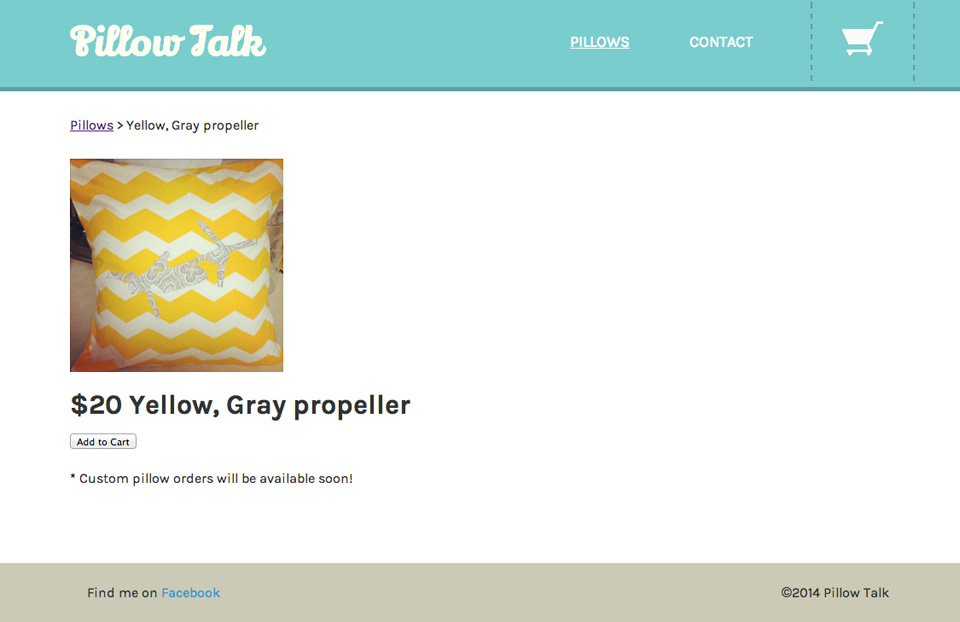 Pillow Talk
PILLOWS
CONTACT
Pillows > Yellow, Gray propeller
$20 Yellow, Gray propeller
Add to Cart
* Custom pillow orders will be available soon!
Find me on Facebook
©2014 Pillow Talk